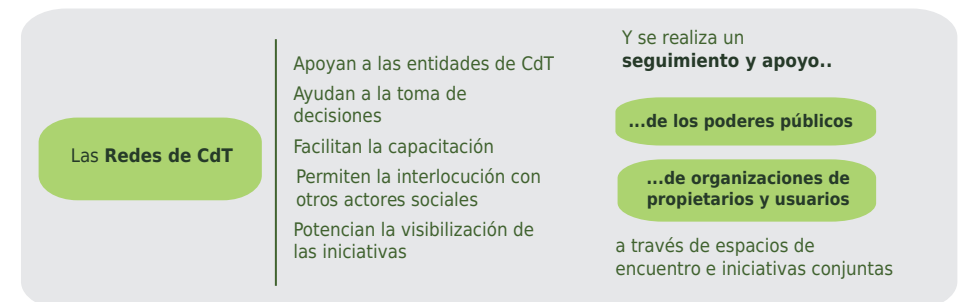 Las Redes de CdT
Apoyan a las entidades de CdT
Ayudan a la toma de
decisiones
Facilitan la capacitación
Permiten la interlocución con
otros actores sociales
Potencian la visibilización de
las iniciativas
Y se realiza un
seguimiento y apoyo..
...de los poderes públicos
...de organizaciones de
propietarios y usuarios
a través de espacios de
encuentro e iniciativas conjuntas